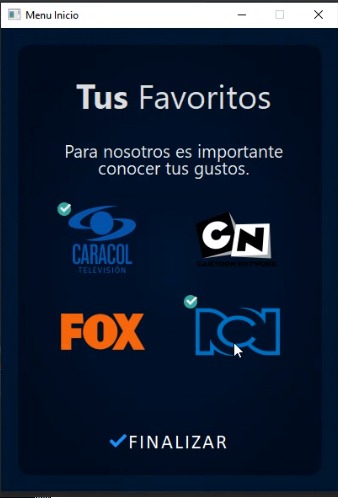 Menu Inicio
Tus Favoritos
Para nosotros es importante
conocer tus gustos.
CARACOL
TELEVISIÓN
CN
FOX
RCN
FINALIZAR